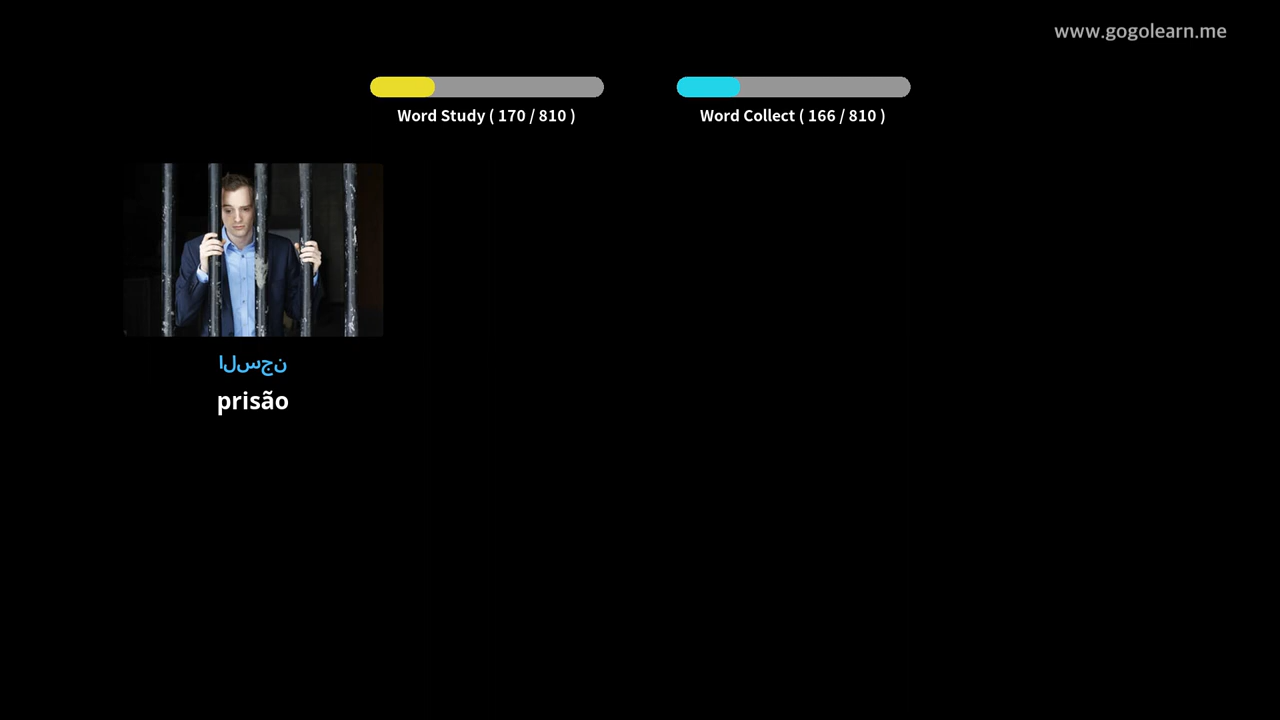 www.gogolearn.me
Word Study ( 170 / 810 )
Word Collect ( 166 / 810 )
السجن
prisão